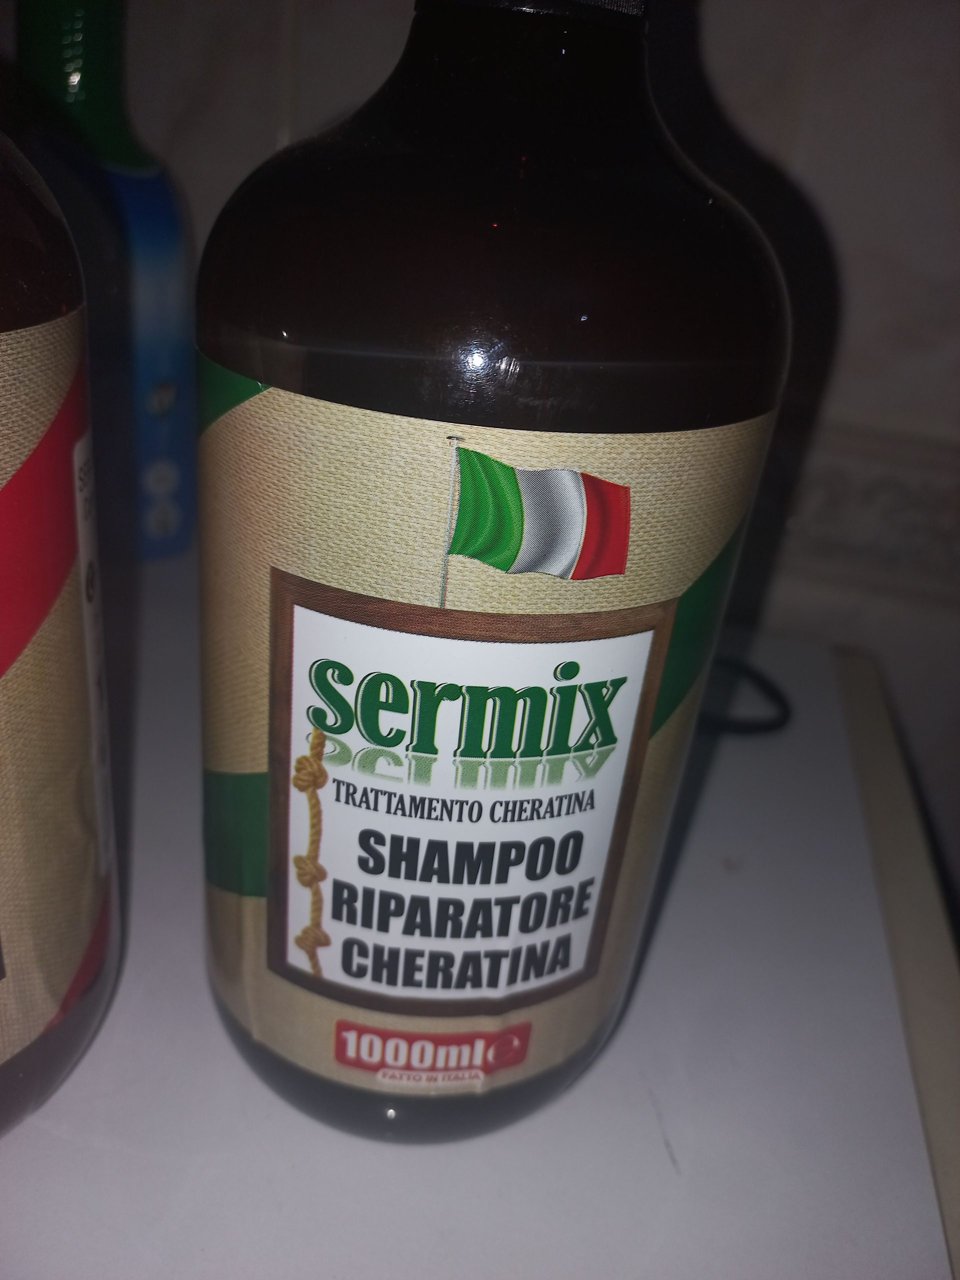 sermix
TRATTAMENTO CHERATINA
SHAMPOO
RIPARATORE
CHERATINA
1000ml e
FATTO IN ITALIA